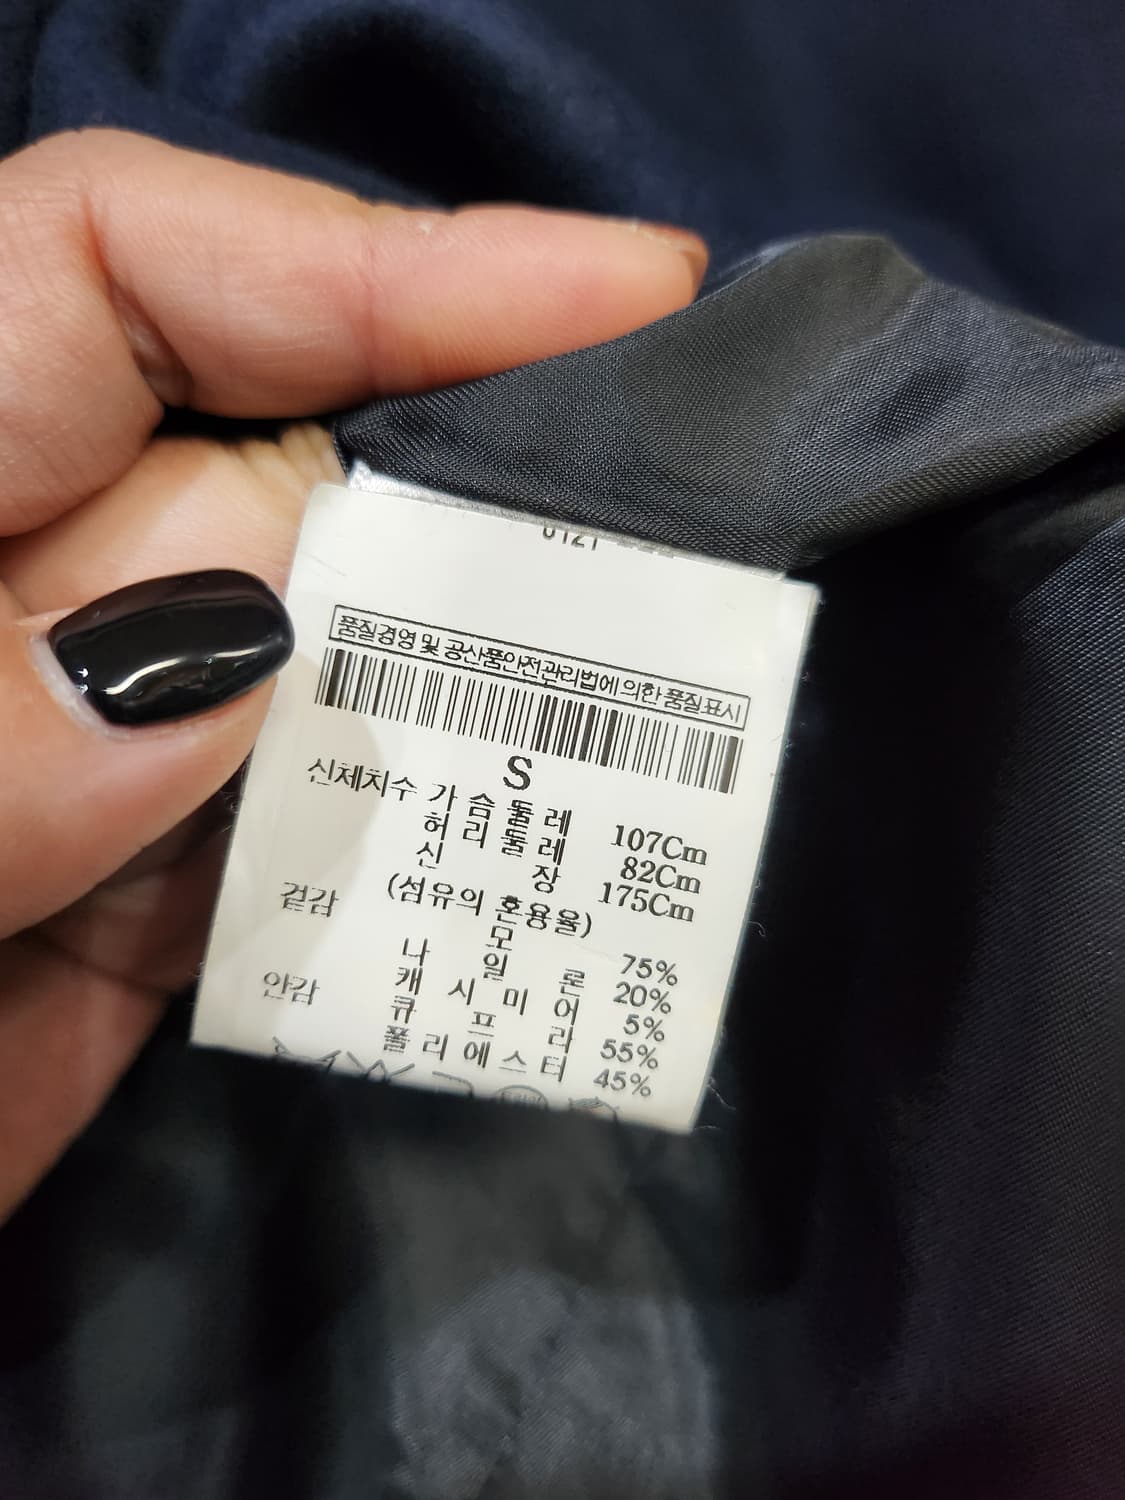 품질경영 및 공산품안전관리법에 의한 품질표시
S
신체치수 가슴둘레 107Cm
허리둘레 82Cm
신장 175Cm
겉감 (섬유의 혼용율)
모 75%
나일론 20%
캐시미어 5%
안감 큐프라 55%
폴리에스터 45%